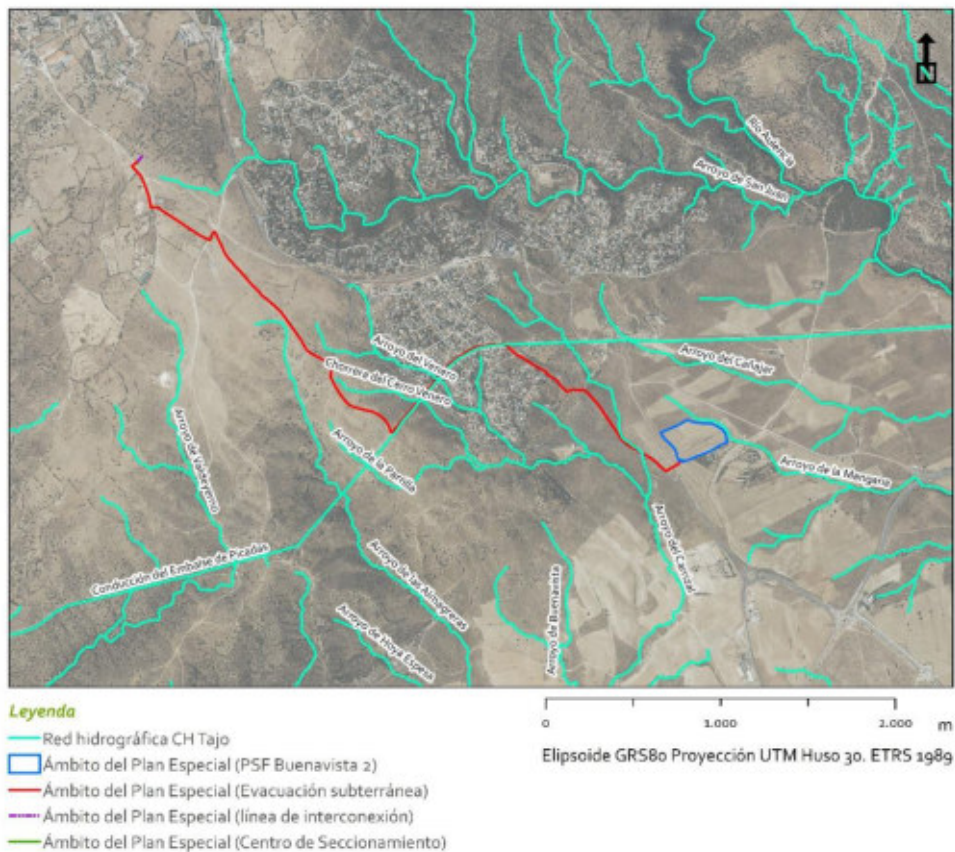 N
Río Aulencia
Arroyo de San Juan
Arroyo del Venero
Chorrera del Cerro Venero
Arroyo del Cañajar
Arroyo de la Parrilla
Arroyo de Valdeyerno
Arroyo de la Mengaria
Conducción del Embalse de Picadas
Arroyo de las Almagreras
Arroyo del Carrizal
Arroyo de Buenavista
Arroyo de Hoya Espesa
Leyenda
Red hidrográfica CH Tajo
Ámbito del Plan Especial (PSF Buenavista 2)
Ámbito del Plan Especial (Evacuación subterránea)
Ámbito del Plan Especial (línea de interconexión)
Ámbito del Plan Especial (Centro de Seccionamiento)
0 1.000 2.000 m
Elipsoide GRS80 Proyección UTM Huso 30. ETRS 1989